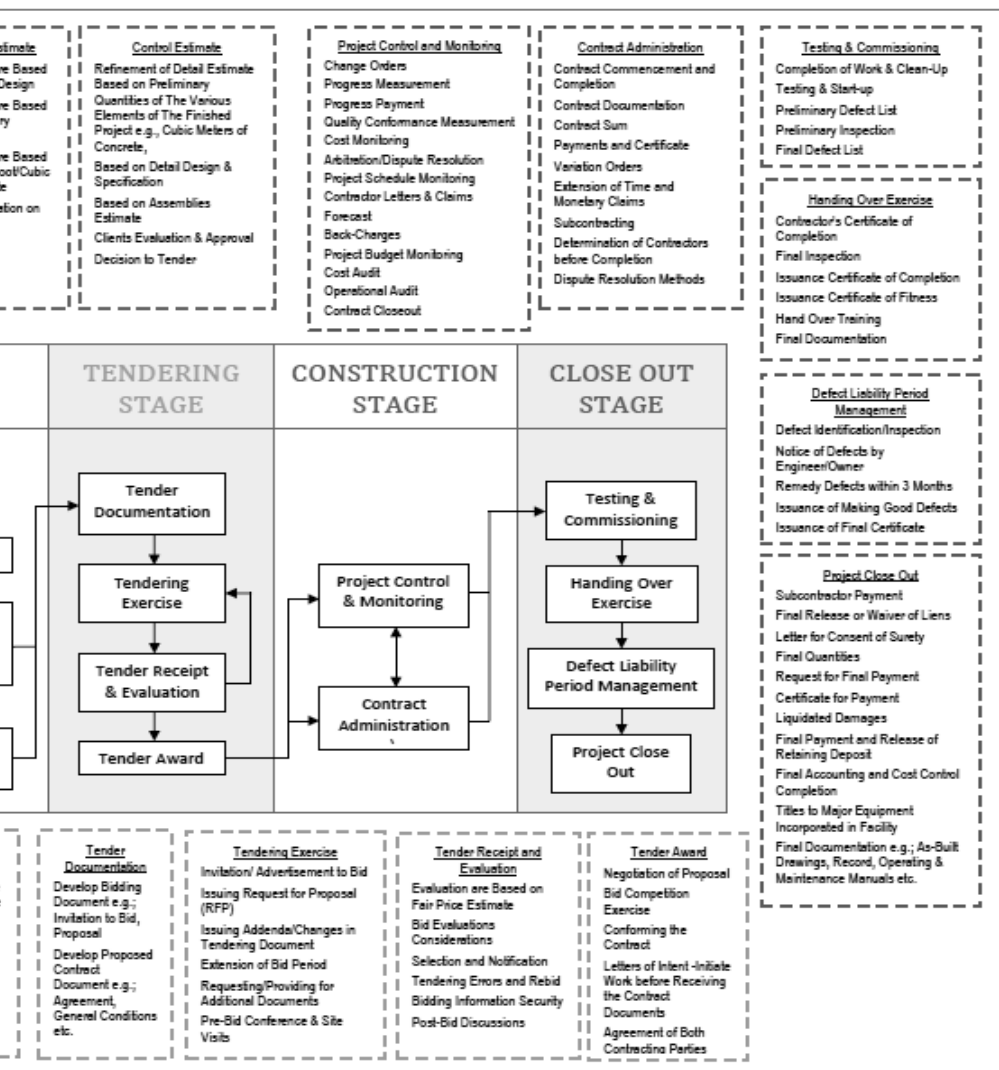 stimate
re Based
Design
re Based
ry
re Based
oot/Cubic
te
ation on
Control Estimate
Refinement of Detail Estimate
Based on Preliminary
Quantities of The Various
Elements of The Finished
Project e.g., Cubic Meters of
Concrete,
Based on Detail Design &
Specification
Based on Assemblies
Estimate
Clients Evaluation & Approval
Decision to Tender
Project Control and Monitoring
Change Orders
Progress Measurement
Progress Payment
Quality Conformance Measurement
Cost Monitoring
Arbitration/Dispute Resolution
Project Schedule Monitoring
Contractor Letters & Claims
Forecast
Back-Charges
Project Budget Monitoring
Cost Audit
Operational Audit
Contract Closeout
Contract Administration
Contract Commencement and
Completion
Contract Documentation
Contract Sum
Payments and Certificate
Variation Orders
Extension of Time and
Monetary Claims
Subcontracting
Determination of Contractors
before Completion
Dispute Resolution Methods
Testing & Commissioning
Completion of Work & Clean-Up
Testing & Start-up
Preliminary Defect List
Preliminary Inspection
Final Defect List
Handing Over Exercise
Contractor's Certificate of
Completion
Final Inspection
Issuance Certificate of Completion
Issuance Certificate of Fitness
Hand Over Training
Final Documentation
Defect Liability Period
Management
Defect Identification/Inspection
Notice of Defects by
Engineer/Owner
Remedy Defects within 3 Months
Issuance of Making Good Defects
Issuance of Final Certificate
Project Close Out
Subcontractor Payment
Final Release or Waiver of Liens
Letter for Consent of Surety
Final Quantities
Request for Final Payment
Certificate for Payment
Liquidated Damages
Final Payment and Release of
Retaining Deposit
Final Accounting and Cost Control
Completion
Titles to Major Equipment
Incorporated in Facility
Final Documentation e.g.; As-Built
Drawings, Record, Operating &
Maintenance Manuals etc.
TENDERING
STAGE
CONSTRUCTION
STAGE
CLOSE OUT
STAGE
Tender
Documentation
Tendering
Exercise
Tender Receipt
& Evaluation
Tender Award
Project Control
& Monitoring
Contract
Administration
Testing &
Commissioning
Handing Over
Exercise
Defect Liability
Period Management
Project Close
Out
Tender
Documentation
Develop Bidding
Document e.g.;
Invitation to Bid,
Proposal
Develop Proposed
Contract
Document e.g.;
Agreement,
General Conditions
etc.
Tendering Exercise
Invitation/ Advertisement to Bid
Issuing Request for Proposal
(RFP)
Issuing Addenda/Changes in
Tendering Document
Extension of Bid Period
Requesting/Providing for
Additional Documents
Pre-Bid Conference & Site
Visits
Tender Receipt and
Evaluation
Evaluation are Based on
Fair Price Estimate
Bid Evaluations
Considerations
Selection and Notification
Tendering Errors and Rebid
Bidding Information Security
Post-Bid Discussions
Tender Award
Negotiation of Proposal
Bid Competition
Exercise
Conforming the
Contract
Letters of Intent -Initiate
Work before Receiving
the Contract
Documents
Agreement of Both
Contracting Parties